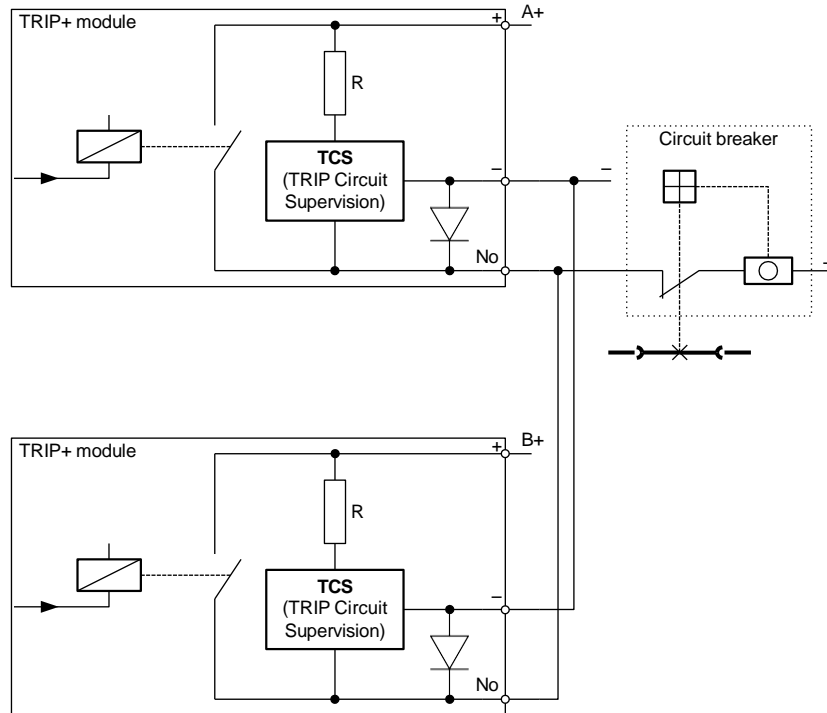 TRIP+ module
+ A+
R
TCS
(TRIP Circuit
Supervision)
– –
No
Circuit breaker
–
TRIP+ module
+ B+
R
TCS
(TRIP Circuit
Supervision)
–
No